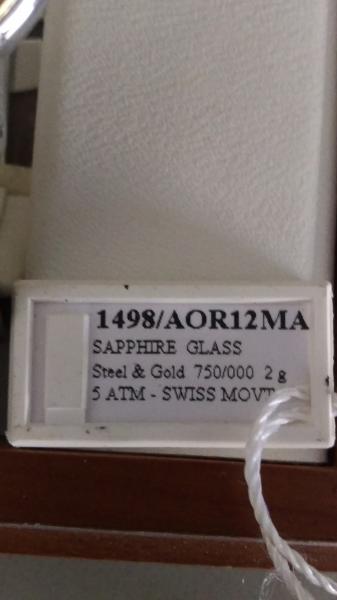 1498/AOR12MA
SAPPHIRE GLASS
Steel & Gold 750/000 2 g
5 ATM - SWISS MOVT